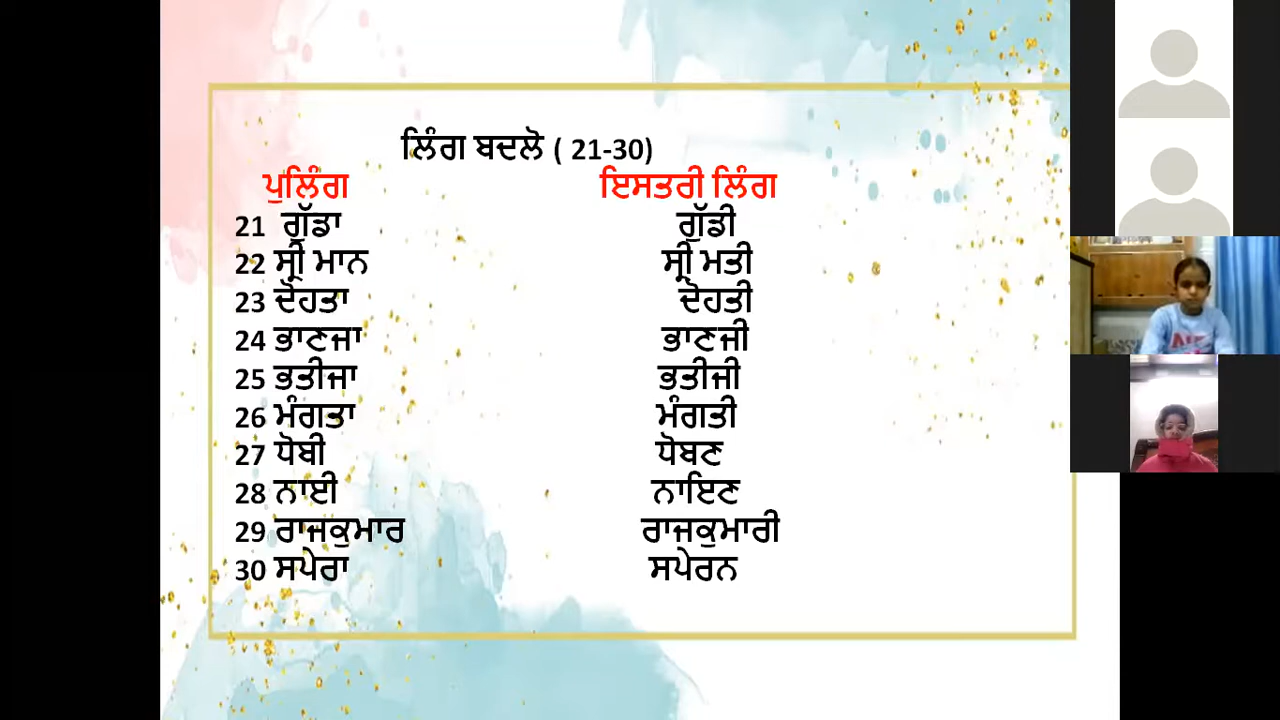 ਲਿੰਗ ਬਦਲੋ ( 21-30)
ਪੁਲਿੰਗ ਇਸਤਰੀ ਲਿੰਗ
21 ਗੁੱਡਾ ਗੁੱਡੀ
22 ਸ੍ਰੀ ਮਾਨ ਸ੍ਰੀ ਮਤੀ
23 ਦੋਹਤਾ ਦੋਹਤੀ
24 ਭਾਣਜਾ ਭਾਣਜੀ
25 ਭਤੀਜਾ ਭਤੀਜੀ
26 ਮੰਗਤਾ ਮੰਗਤੀ
27 ਧੋਬੀ ਧੋਬਣ
28 ਨਾਈ ਨਾਇਣ
29 ਰਾਜਕੁਮਾਰ ਰਾਜਕੁਮਾਰੀ
30 ਸਪੇਰਾ ਸਪੇਰਨ